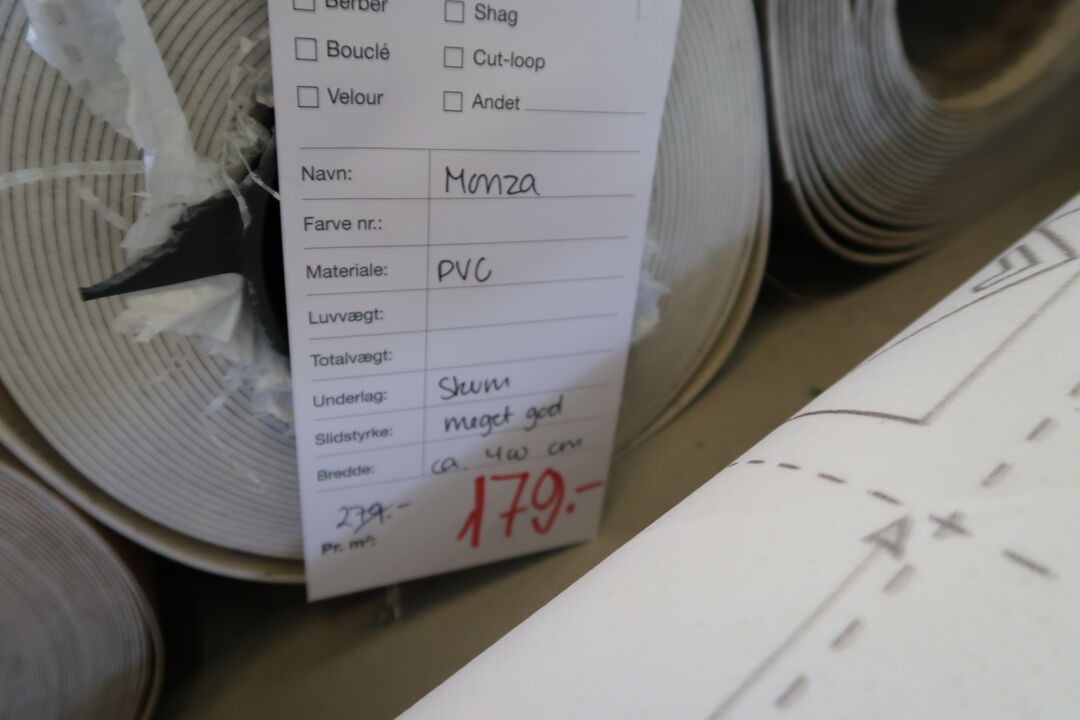 Berber Shag
Bouclé Cut-loop
Velour Andet
Navn: Monza
Farve nr.:
Materiale: PVC
Luvvægt:
Totalvægt:
Underlag: Skum
Slidstyrke: meget god
Bredde: ca. 400 cm
279.- 179.-
Pr. m²: